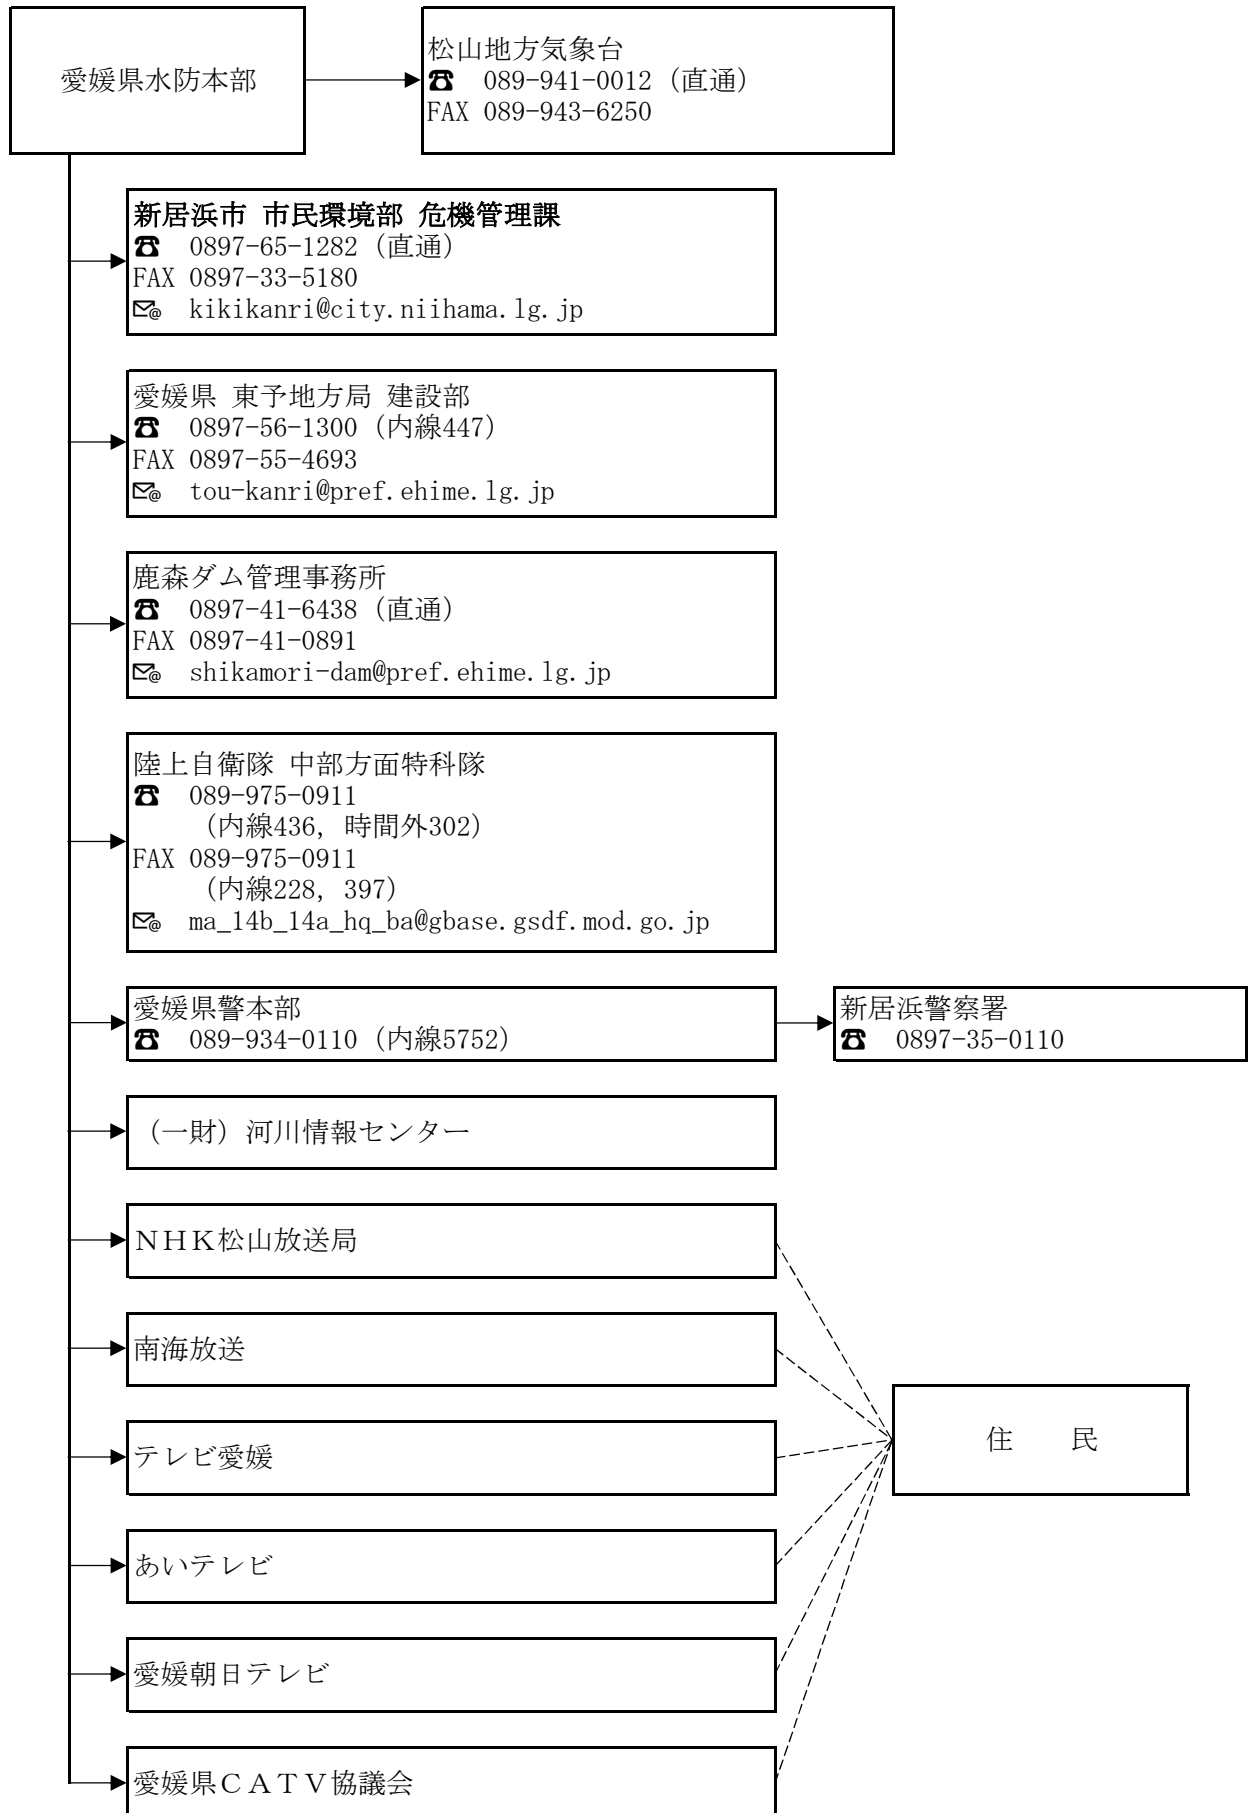 愛媛県水防本部
松山地方気象台
☎ 089-941-0012（直通）
FAX 089-943-6250
新居浜市 市民環境部 危機管理課
☎ 0897-65-1282（直通）
FAX 0897-33-5180
kikikanri@city.niihama.lg.jp
愛媛県 東予地方局 建設部
☎ 0897-56-1300（内線447）
FAX 0897-55-4693
tou-kanri@pref.ehime.lg.jp
鹿森ダム管理事務所
☎ 0897-41-6438（直通）
FAX 0897-41-0891
shikamori-dam@pref.ehime.lg.jp
陸上自衛隊 中部方面特科隊
☎ 089-975-0911
（内線436，時間外302）
FAX 089-975-0911
（内線228，397）
ma_14b_14a_hq_ba@gbase.gsdf.mod.go.jp
愛媛県警本部
☎ 089-934-0110（内線5752）
新居浜警察署
☎ 0897-35-0110
（一財）河川情報センター
ＮＨＫ松山放送局
南海放送
テレビ愛媛
住　民
あいテレビ
愛媛朝日テレビ
愛媛県ＣＡＴＶ協議会